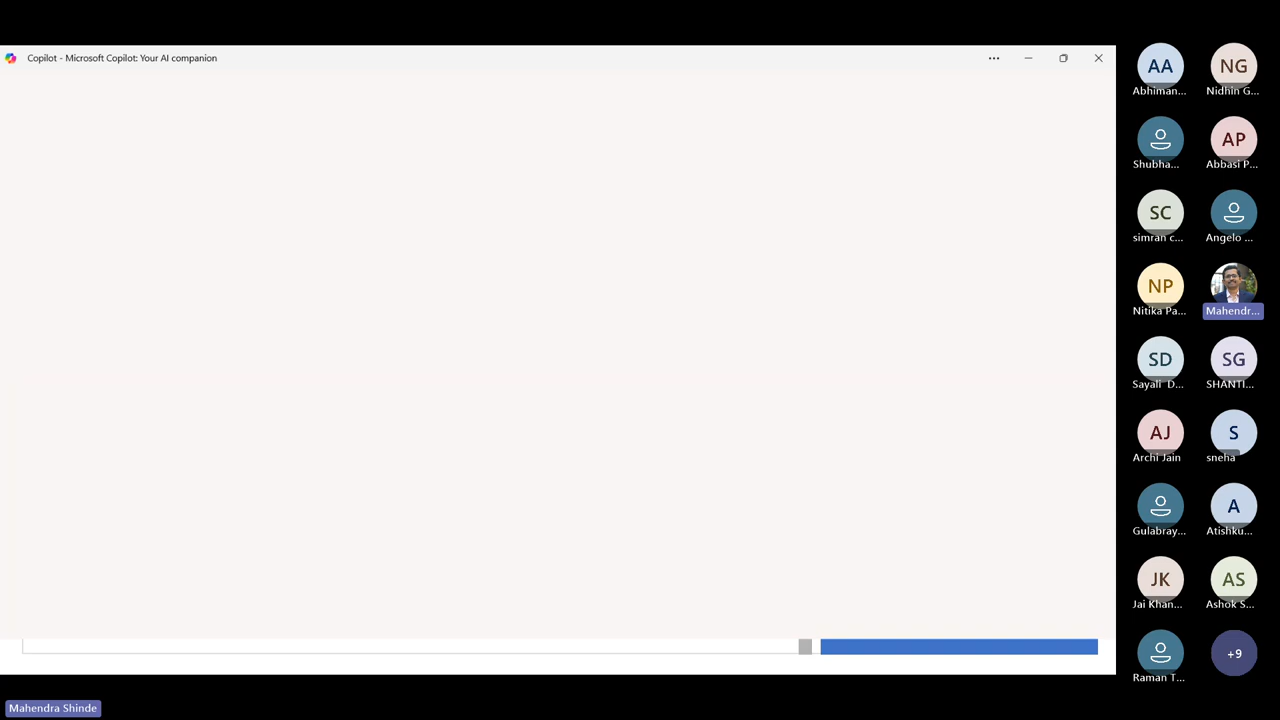 Copilot - Microsoft Copilot: Your AI companion
AA
Abhiman...
NG
Nidhin G...
Shubha...
AP
Abbasi P...
SC
simran c...
Angelo ...
NP
Nitika Pa...
Mahendr...
SD
Sayali D...
SG
SHANTI...
AJ
Archi Jain
S
sneha
Gulabray...
A
Atishku...
JK
Jai Khan...
AS
Ashok S...
Raman T...
+9
Mahendra Shinde